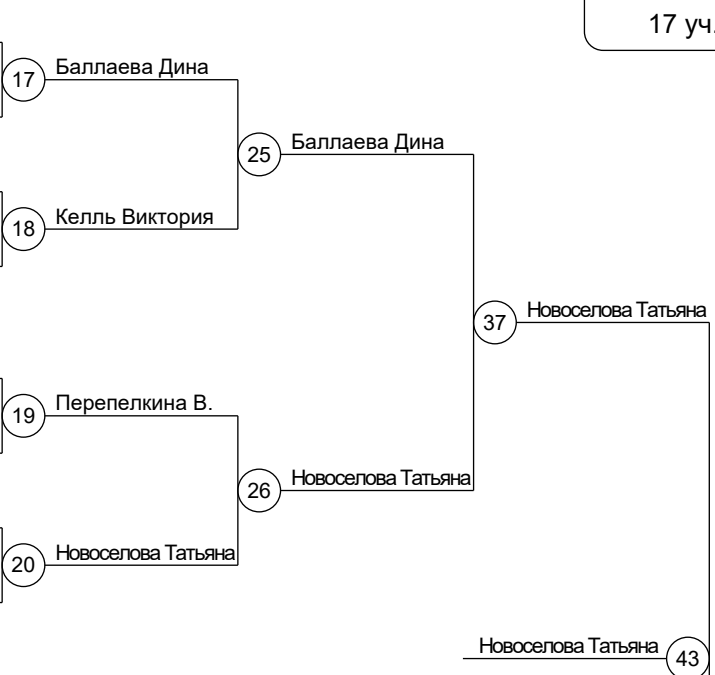 17 уч.
17 Баллаева Дина
25 Баллаева Дина
18 Келль Виктория
37 Новоселова Татьяна
19 Перепелкина В.
26 Новоселова Татьяна
20 Новоселова Татьяна
Новоселова Татьяна 43